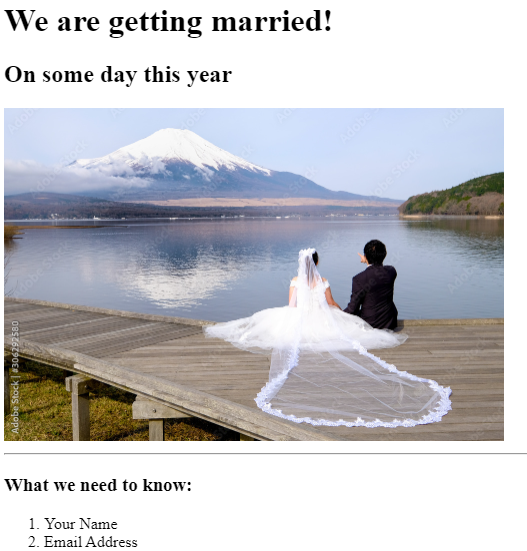 We are getting married!
On some day this year
Adobe Stock | #306292580
What we need to know:
1. Your Name
2. Email Address